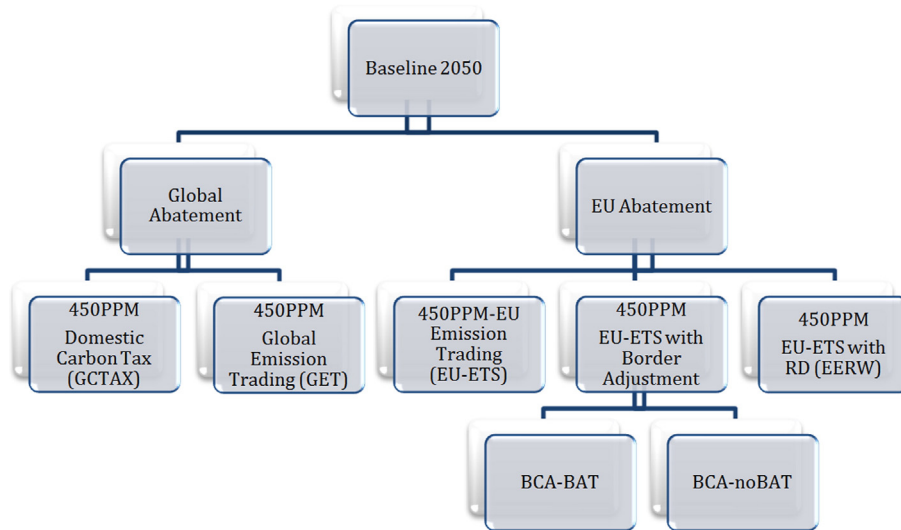 Baseline 2050
Global
Abatement
EU Abatement
450PPM
Domestic
Carbon Tax
(GCTAX)
450PPM
Global
Emission
Trading (GET)
450PPM-EU
Emission
Trading
(EU-ETS)
450PPM
EU-ETS with
Border
Adjustment
450PPM
EU-ETS with
RD (EERW)
BCA-BAT
BCA-noBAT